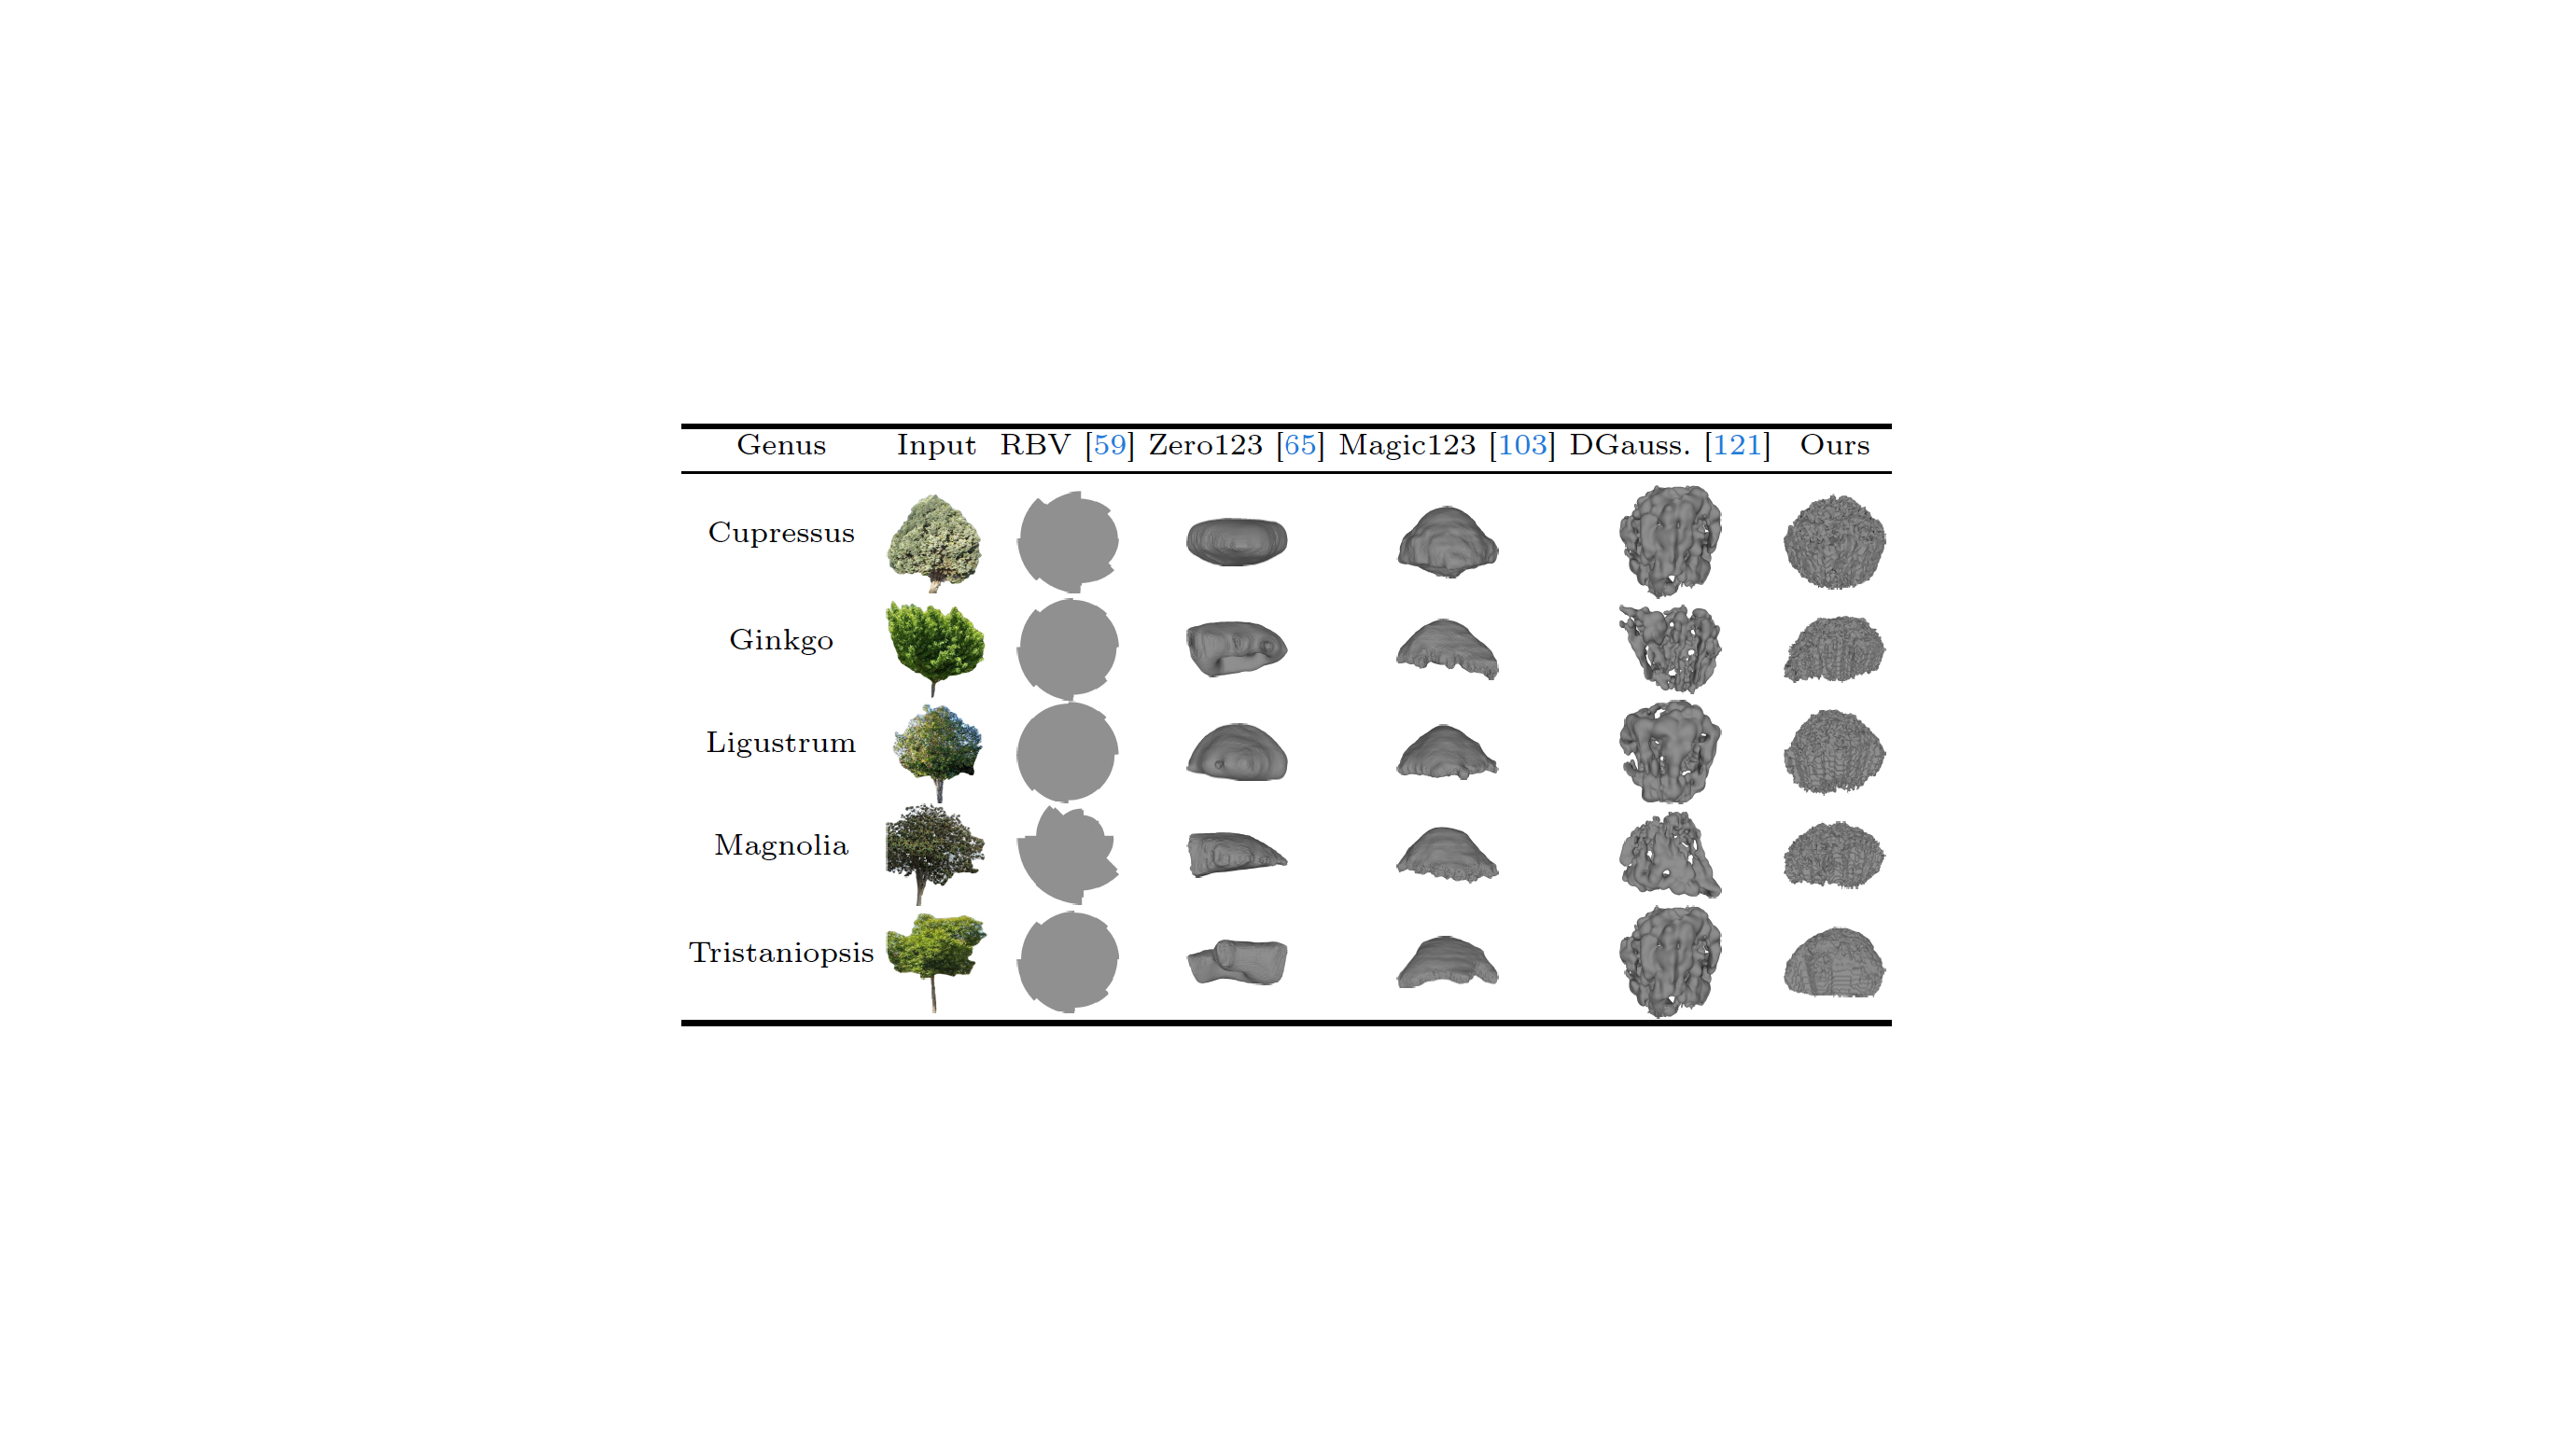 Genus Input RBV [59] Zero123 [65] Magic123 [103] DGauss. [121] Ours
Cupressus
Ginkgo
Ligustrum
Magnolia
Tristaniopsis